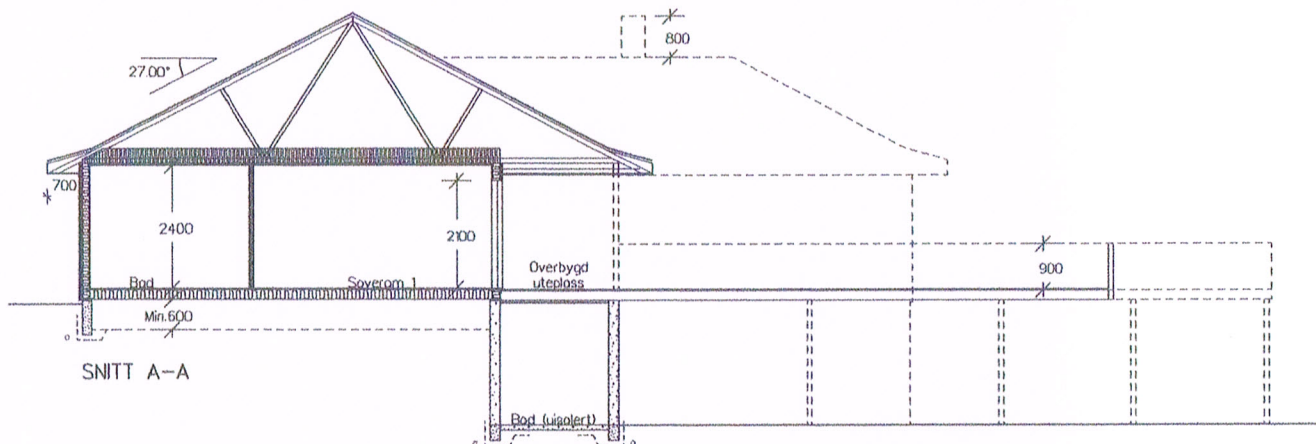 800
27.00°
700
2400
2100
Bod
Soverom 1
Overbygd
uteplass
900
Min.600
SNITT A-A
Bod (uisolert)